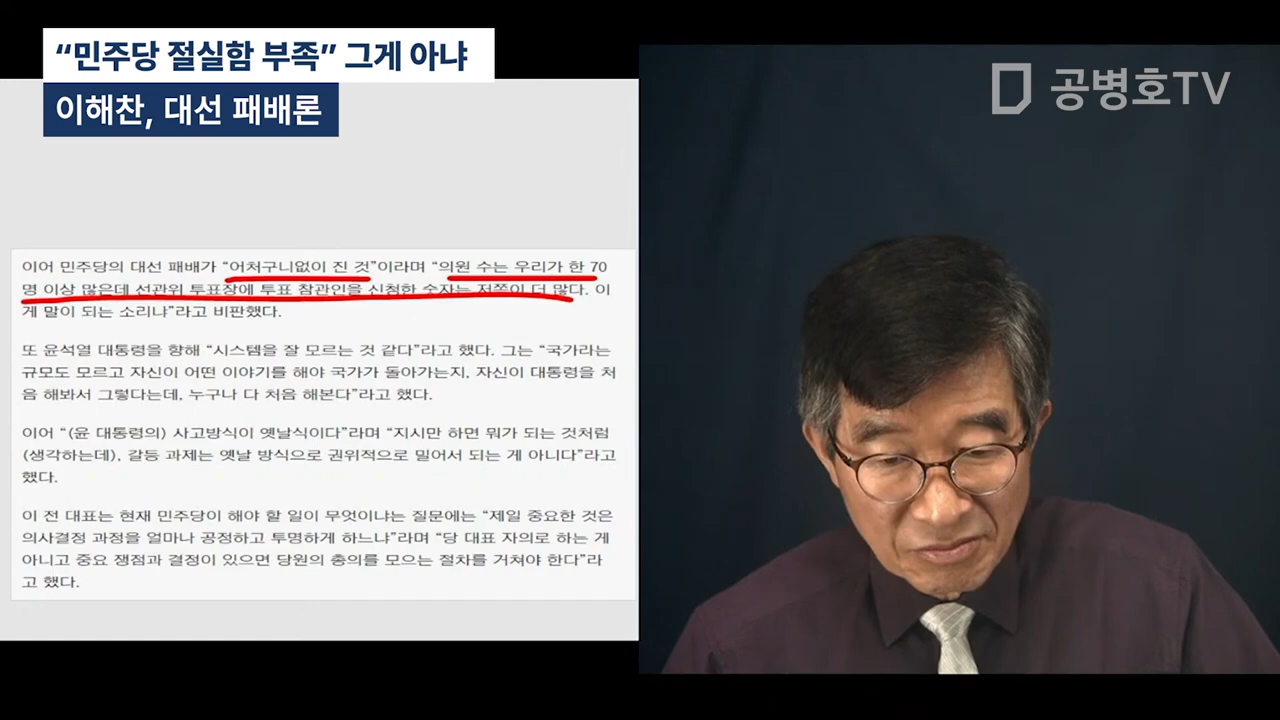 “민주당 절실함 부족” 그게 아냐
이해찬, 대선 패배론
공병호TV
이어 민주당의 대선 패배가 “어처구니없이 진 것”이라며 “의원 수는 우리가 한 70
명 이상 많은데 선관위 투표장에 투표 참관인을 신청한 숫자는 저쪽이 더 많다. 이
게 말이 되는 소리냐”라고 비판했다.
또 윤석열 대통령을 향해 “시스템을 잘 모르는 것 같다”라고 했다. 그는 “국가라는
규모도 모르고 자신이 어떤 이야기를 해야 국가가 돌아가는지, 자신이 대통령을 처
음 해봐서 그렇다는데, 누구나 다 처음 해본다”라고 했다.
이어 “(윤 대통령의) 사고방식이 옛날식이다”라며 “지시만 하면 뭐가 되는 것처럼
(생각하는데), 갈등 과제는 옛날 방식으로 권위적으로 밀어서 되는 게 아니다”라고
했다.
이 전 대표는 현재 민주당이 해야 할 일이 무엇이냐는 질문에는 “제일 중요한 것은
의사결정 과정을 얼마나 공정하고 투명하게 하느냐”라며 “당 대표 자의로 하는 게
아니고 중요 쟁점과 결정이 있으면 당원의 총의를 모으는 절차를 거쳐야 한다”라
고 했다.